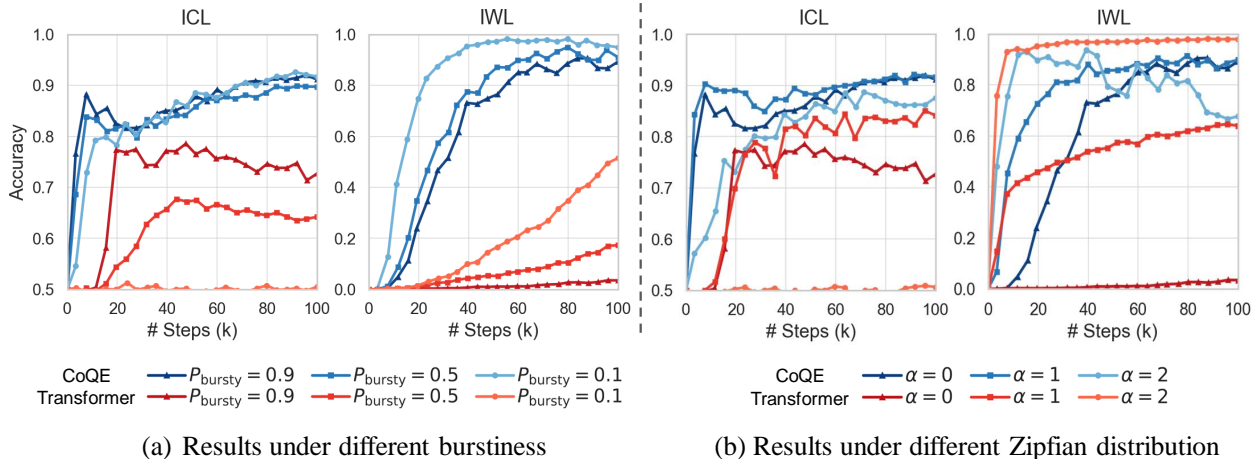 ICL IWL ICL IWL
1.0 1.0 1.0 1.0
0.9 0.8 0.9 0.8
0.8 0.6 0.8 0.6
0.7 0.4 0.7 0.4
0.6 0.2 0.6 0.2
0.5 0.0 0.5 0.0
Accuracy
0 20 40 60 80 100 0 20 40 60 80 100 0 20 40 60 80 100 0 20 40 60 80 100
# Steps (k) # Steps (k) # Steps (k) # Steps (k)
CoQE P_bursty = 0.9 P_bursty = 0.5 P_bursty = 0.1 CoQE α = 0 α = 1 α = 2
Transformer P_bursty = 0.9 P_bursty = 0.5 P_bursty = 0.1 Transformer α = 0 α = 1 α = 2
(a) Results under different burstiness (b) Results under different Zipfian distribution